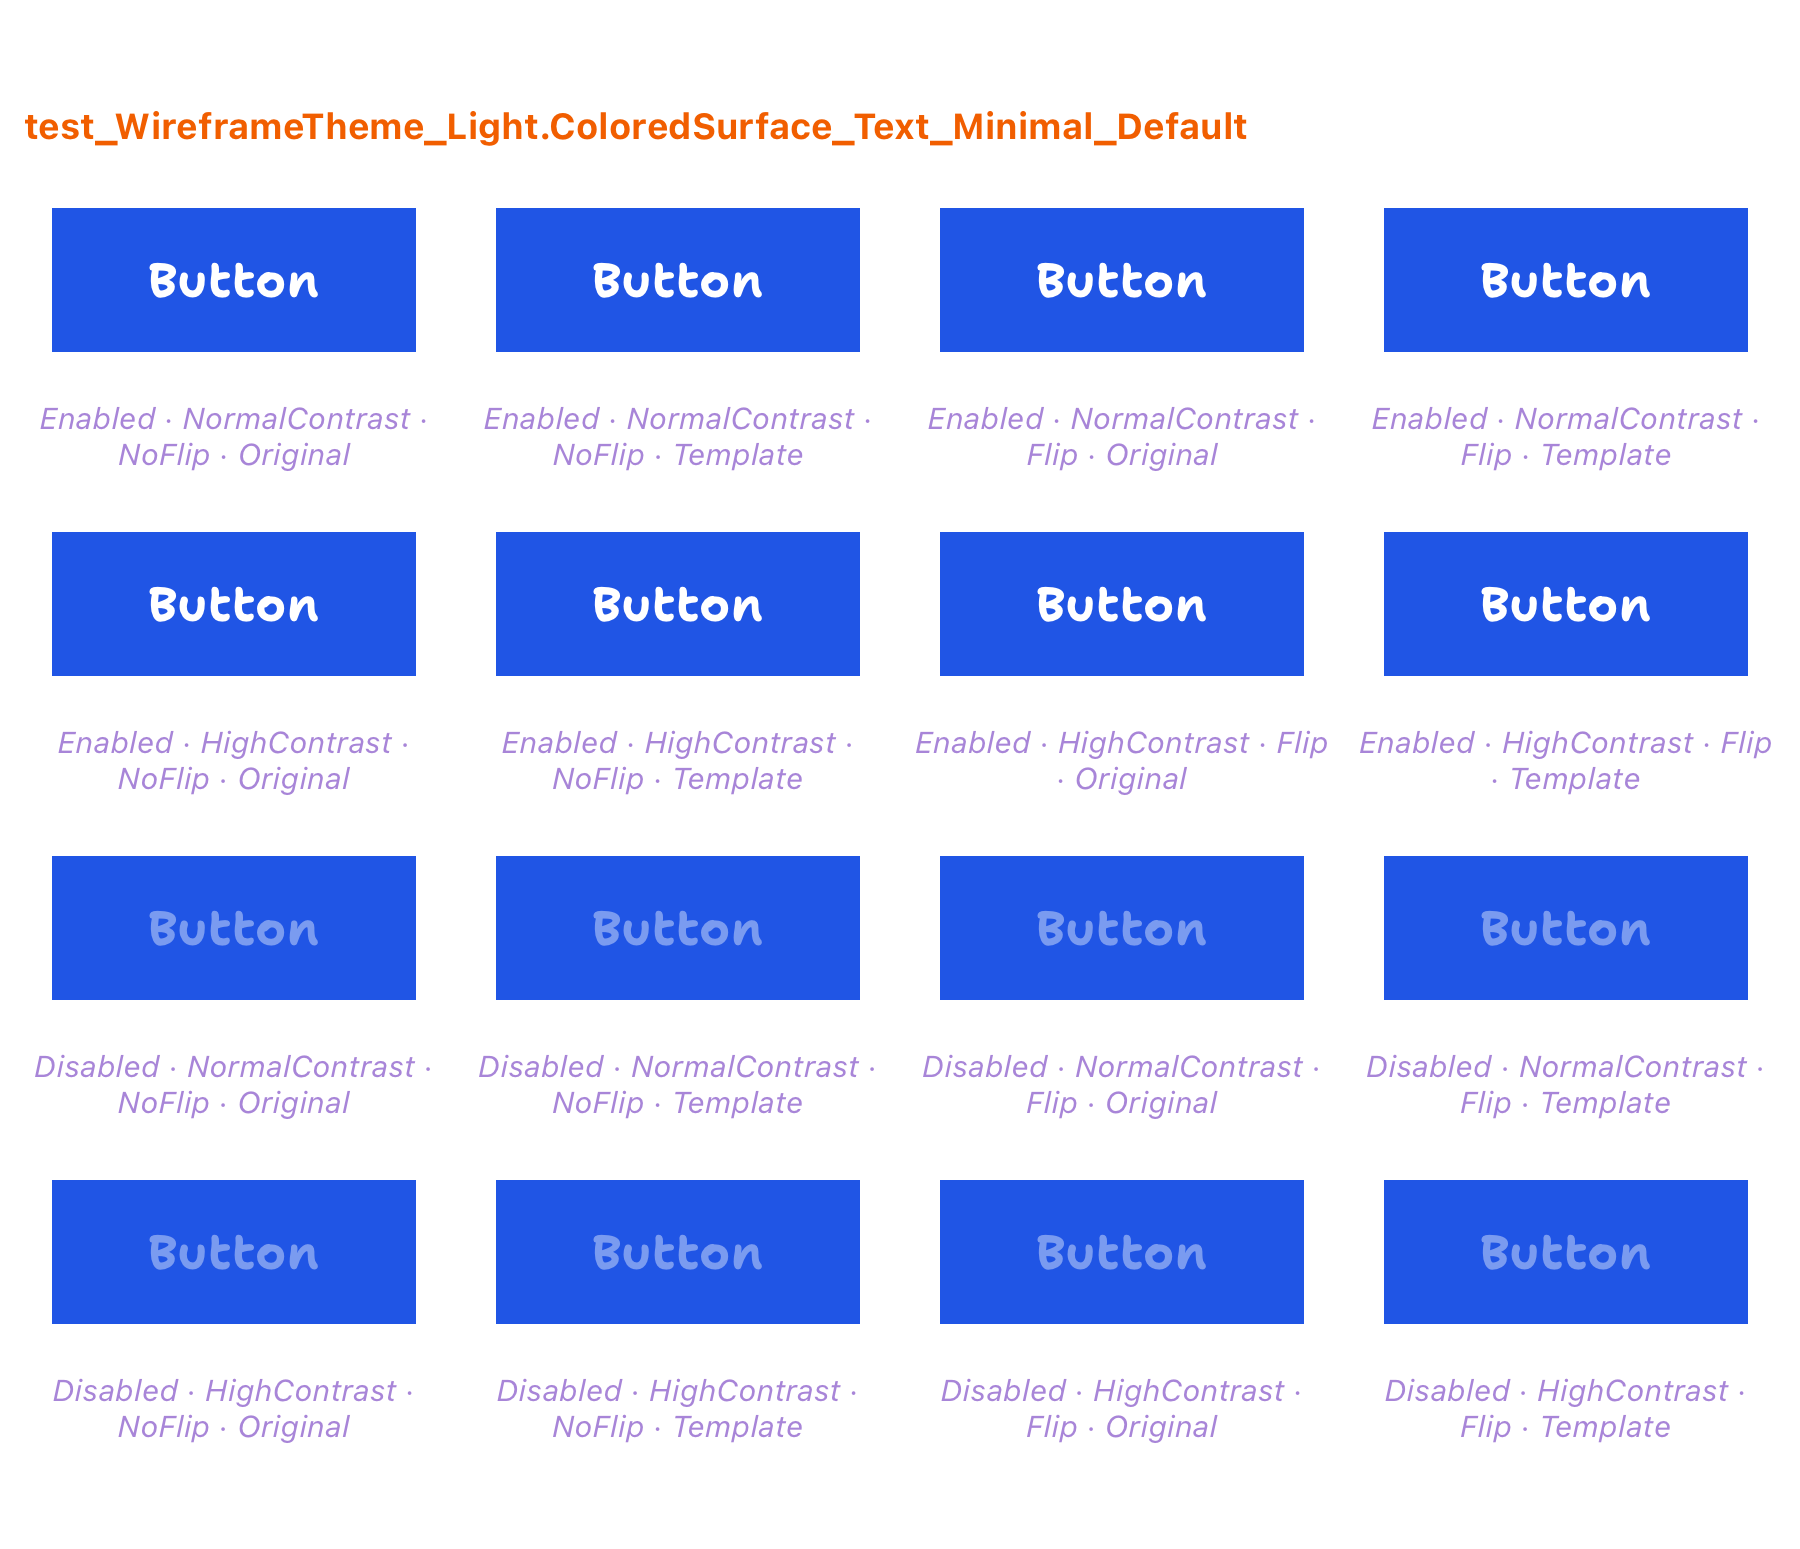 test_WireframeTheme_Light.ColoredSurface_Text_Minimal_Default
Button Button Button Button
Enabled · NormalContrast · Enabled · NormalContrast · Enabled · NormalContrast · Enabled · NormalContrast ·
NoFlip · Original NoFlip · Template Flip · Original Flip · Template
Button Button Button Button
Enabled · HighContrast · Enabled · HighContrast · Enabled · HighContrast · Flip Enabled · HighContrast · Flip
NoFlip · Original NoFlip · Template · Original · Template
Button Button Button Button
Disabled · NormalContrast · Disabled · NormalContrast · Disabled · NormalContrast · Disabled · NormalContrast ·
NoFlip · Original NoFlip · Template Flip · Original Flip · Template
Button Button Button Button
Disabled · HighContrast · Disabled · HighContrast · Disabled · HighContrast · Disabled · HighContrast ·
NoFlip · Original NoFlip · Template Flip · Original Flip · Template